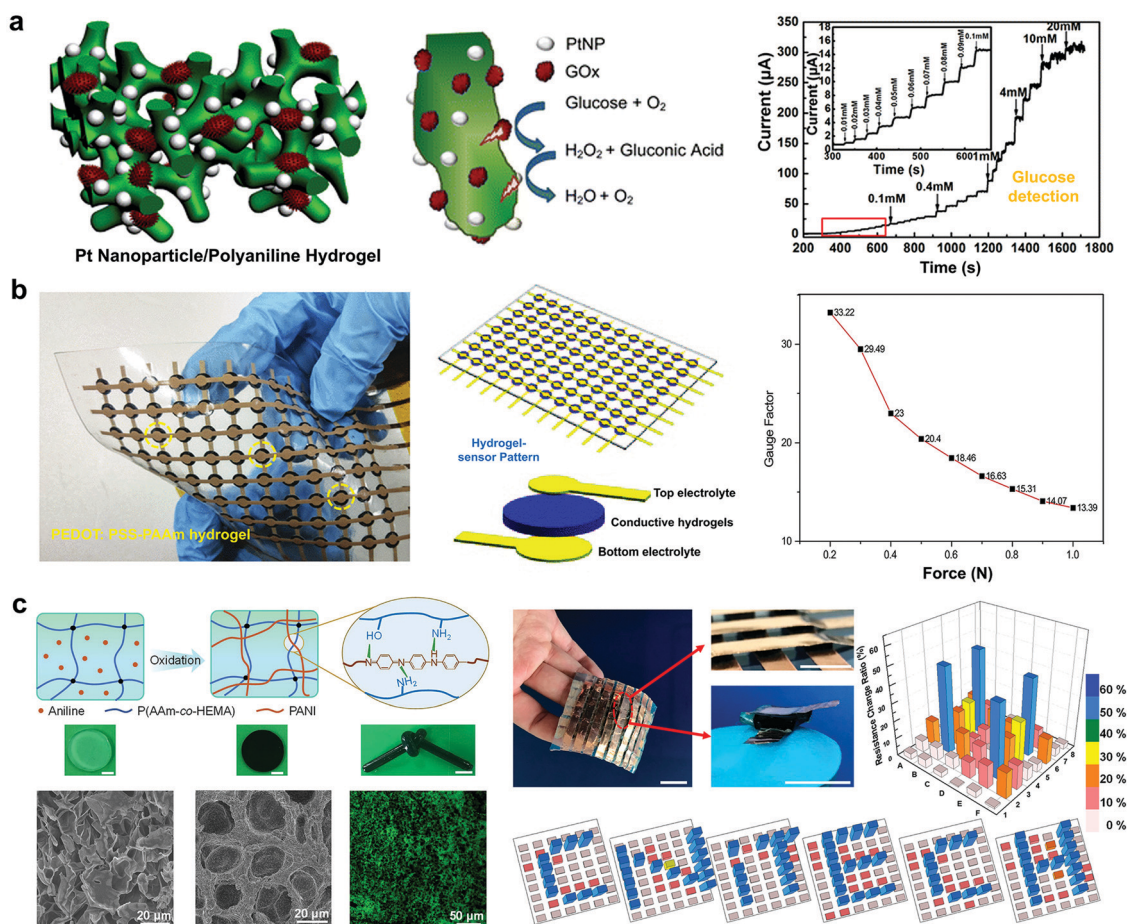 a
Pt Nanoparticle/Polyaniline Hydrogel
PtNP
GOx
Glucose + O₂
H₂O₂ + Gluconic Acid
H₂O + O₂
Current (µA)
350
300
250
200
150
100
50
0
200 400 600 800 1000 1200 1400 1600 1800
Time (s)
0.1mM
0.4mM
1mM
4mM
10mM
20mM
Glucose
detection
Current (µA)
18
16
14
12
10
8
6
4
2
0
300 400 500 600
Time (s)
0.01mM
0.02mM
0.03mM
0.04mM
0.05mM
0.06mM
0.07mM
0.08mM
0.09mM
0.1mM
b
PEDOT: PSS-PAAm hydrogel
Hydrogel-
sensor Pattern
Top electrolyte
Conductive hydrogels
Bottom electrolyte
Gauge Factor
30
20
10
33.22
29.49
23
20.4
18.46
16.63
15.31
14.07
13.39
0.2 0.4 0.6 0.8 1.0
Force (N)
c
Oxidation
HO
NH₂
N
N
H
N
NH₂
Aniline
P(AAm-co-HEMA)
PANI
20 µm
20 µm
50 µm
Resistance Change Ratio (%)
60
50
40
30
20
10
0
A
B
C
D
E
F
1
2
3
4
5
6
7
8
60 %
50 %
40 %
30 %
20 %
10 %
0 %